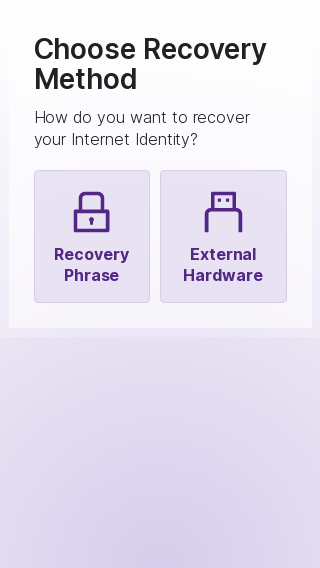 Choose Recovery
Method
How do you want to recover
your Internet Identity?
Recovery
Phrase
External
Hardware